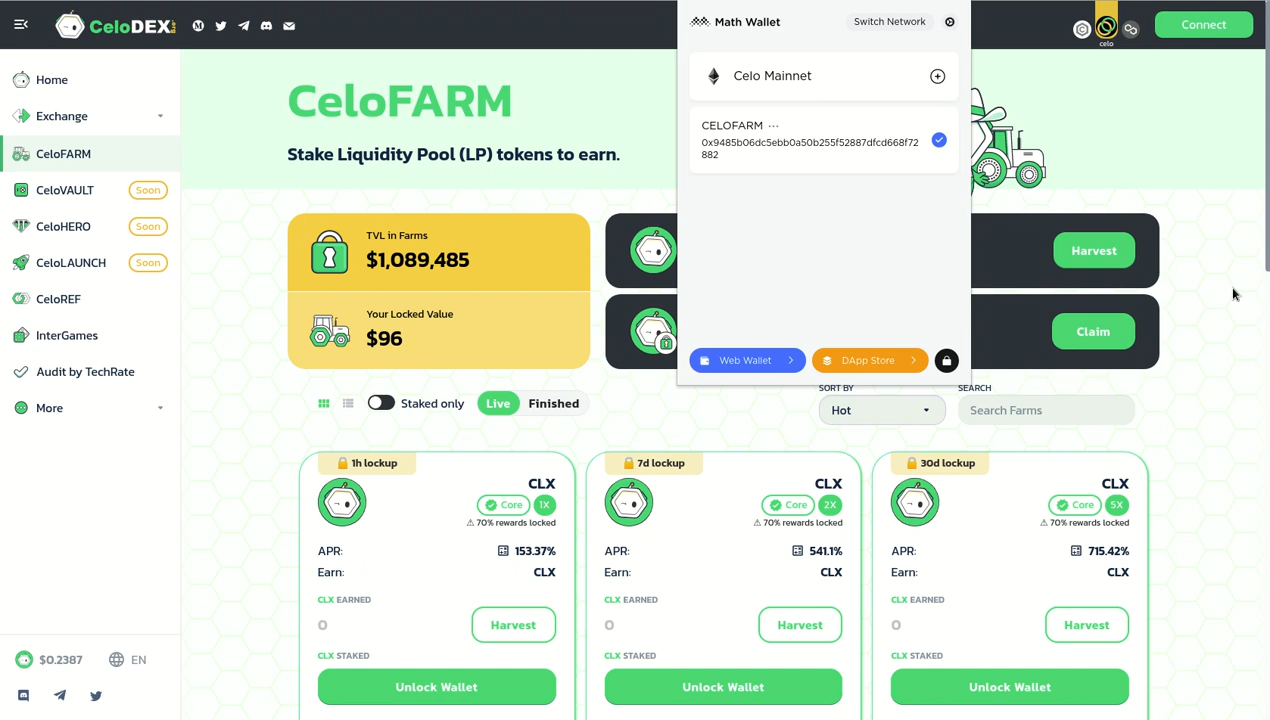 CeloDEX
Math Wallet
Switch Network
celo
Connect
Home
Exchange
CeloFARM
CeloVAULT Soon
CeloHERO Soon
CeloLAUNCH Soon
CeloREF
InterGames
Audit by TechRate
More
$0.2387
EN
CeloFARM
Stake Liquidity Pool (LP) tokens to earn.
Celo Mainnet
CELOFARM ···
0x9485b06dc5ebb0a50b255f52887dfcd668f72
882
Web Wallet
DApp Store
TVL in Farms
$1,089,485
Your Locked Value
$96
Harvest
Claim
Staked only
Live
Finished
SORT BY
Hot
SEARCH
Search Farms
1h lockup
CLX
Core 1X
⚠ 70% rewards locked
APR: 153.37%
Earn: CLX
CLX EARNED
0
Harvest
CLX STAKED
Unlock Wallet
7d lockup
CLX
Core 2X
⚠ 70% rewards locked
APR: 541.1%
Earn: CLX
CLX EARNED
0
Harvest
CLX STAKED
Unlock Wallet
30d lockup
CLX
Core 5X
⚠ 70% rewards locked
APR: 715.42%
Earn: CLX
CLX EARNED
0
Harvest
CLX STAKED
Unlock Wallet